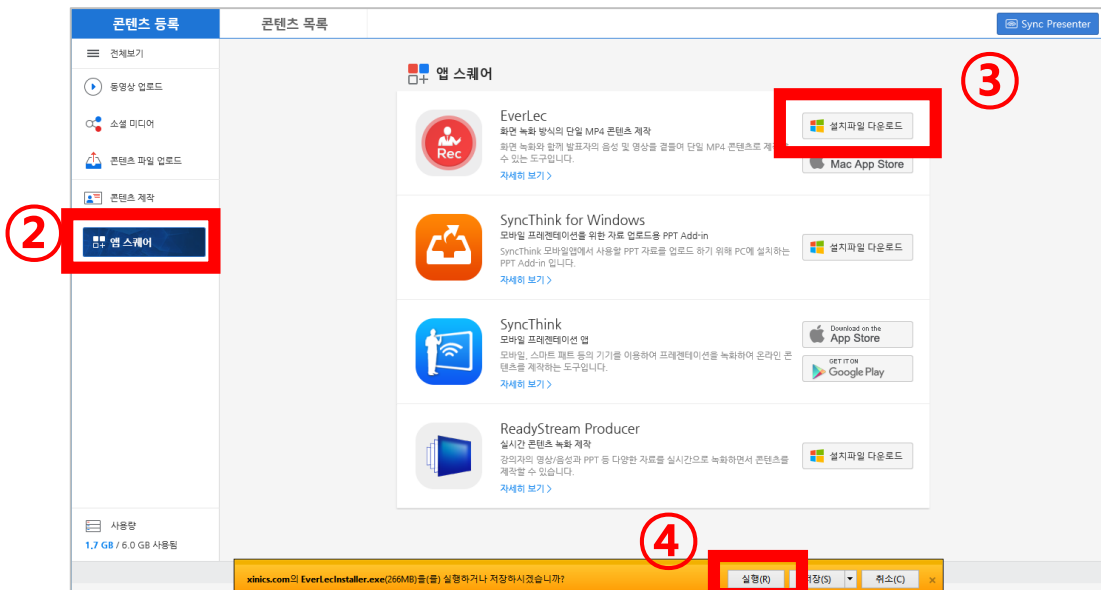 콘텐츠 등록
콘텐츠 목록
Sync Presenter
전체보기
동영상 업로드
소셜 미디어
콘텐츠 파일 업로드
콘텐츠 제작
②
앱 스퀘어
사용량
1.7 GB / 6.0 GB 사용됨
앱 스퀘어
③
Rec
EverLec
화면 녹화 방식의 단일 MP4 콘텐츠 제작
화면 녹화와 함께 발표자의 음성 및 영상을 곁들여 단일 MP4 콘텐츠로 제
수 있는 도구입니다.
자세히 보기 >
설치파일 다운로드
Mac App Store
SyncThink for Windows
모바일 프레젠테이션을 위한 자료 업로드용 PPT Add-in
SyncThink 모바일앱에서 사용할 PPT 자료를 업로드 하기 위해 PC에 설치하는
PPT Add-in 입니다.
자세히 보기 >
설치파일 다운로드
SyncThink
모바일 프레젠테이션 앱
모바일, 스마트 패드 등의 기기를 이용하여 프레젠테이션을 녹화하여 온라인 콘
텐츠를 제작하는 도구입니다.
자세히 보기 >
Download on the
App Store
GET IT ON
Google Play
ReadyStream Producer
실시간 콘텐츠 녹화 제작
강의자의 영상/음성과 PPT 등 다양한 자료를 실시간으로 녹화하면서 콘텐츠를
제작할 수 있습니다.
자세히 보기 >
설치파일 다운로드
④
xinics.com의 EverLecInstaller.exe(266MB)을(를) 실행하거나 저장하시겠습니까?
실행(R)
저장(S)
취소(C)
×